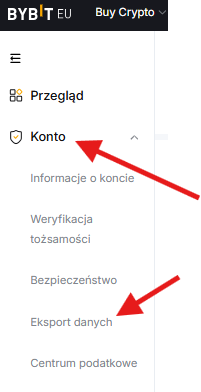 BYBIT EU
Buy Crypto
Przegląd
Konto
Informacje o koncie
Weryfikacja
tożsamości
Bezpieczeństwo
Eksport danych
Centrum podatkowe